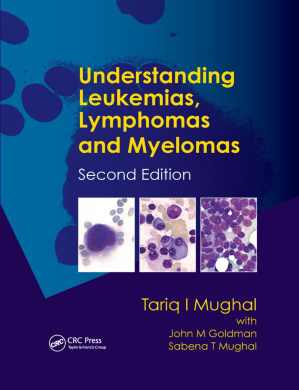 Understanding
Leukemias,
Lymphomas
and Myelomas
Second Edition
Tariq I Mughal
with
John M Goldman
Sabena T Mughal
CRC Press
Taylor & Francis Group